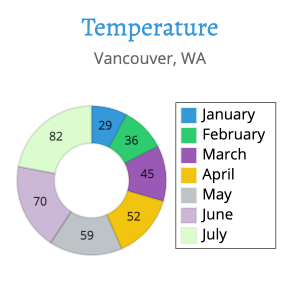 Temperature
Vancouver, WA
29
36
45
52
59
70
82
January
February
March
April
May
June
July